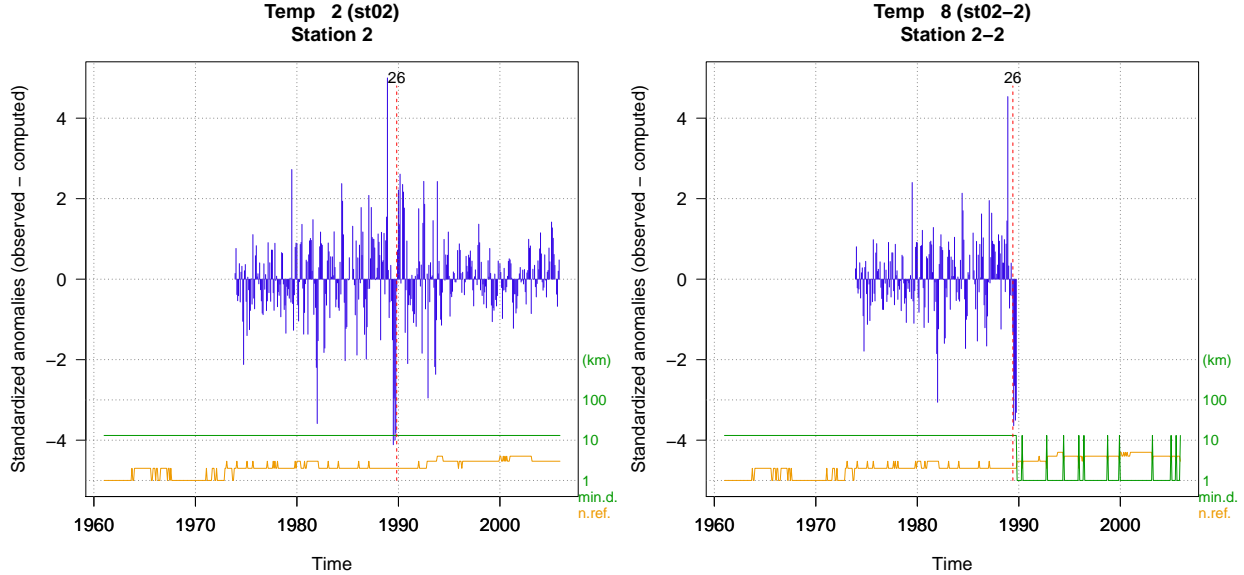 Temp 2 (st02)
Station 2
26
4
2
0
−2
−4
Standardized anomalies (observed − computed)
(km)
100
10
1
min.d.
n.ref.
1960 1970 1980 1990 2000
Time
Temp 8 (st02−2)
Station 2−2
26
4
2
0
−2
−4
Standardized anomalies (observed − computed)
(km)
100
10
1
min.d.
n.ref.
1960 1970 1980 1990 2000
Time